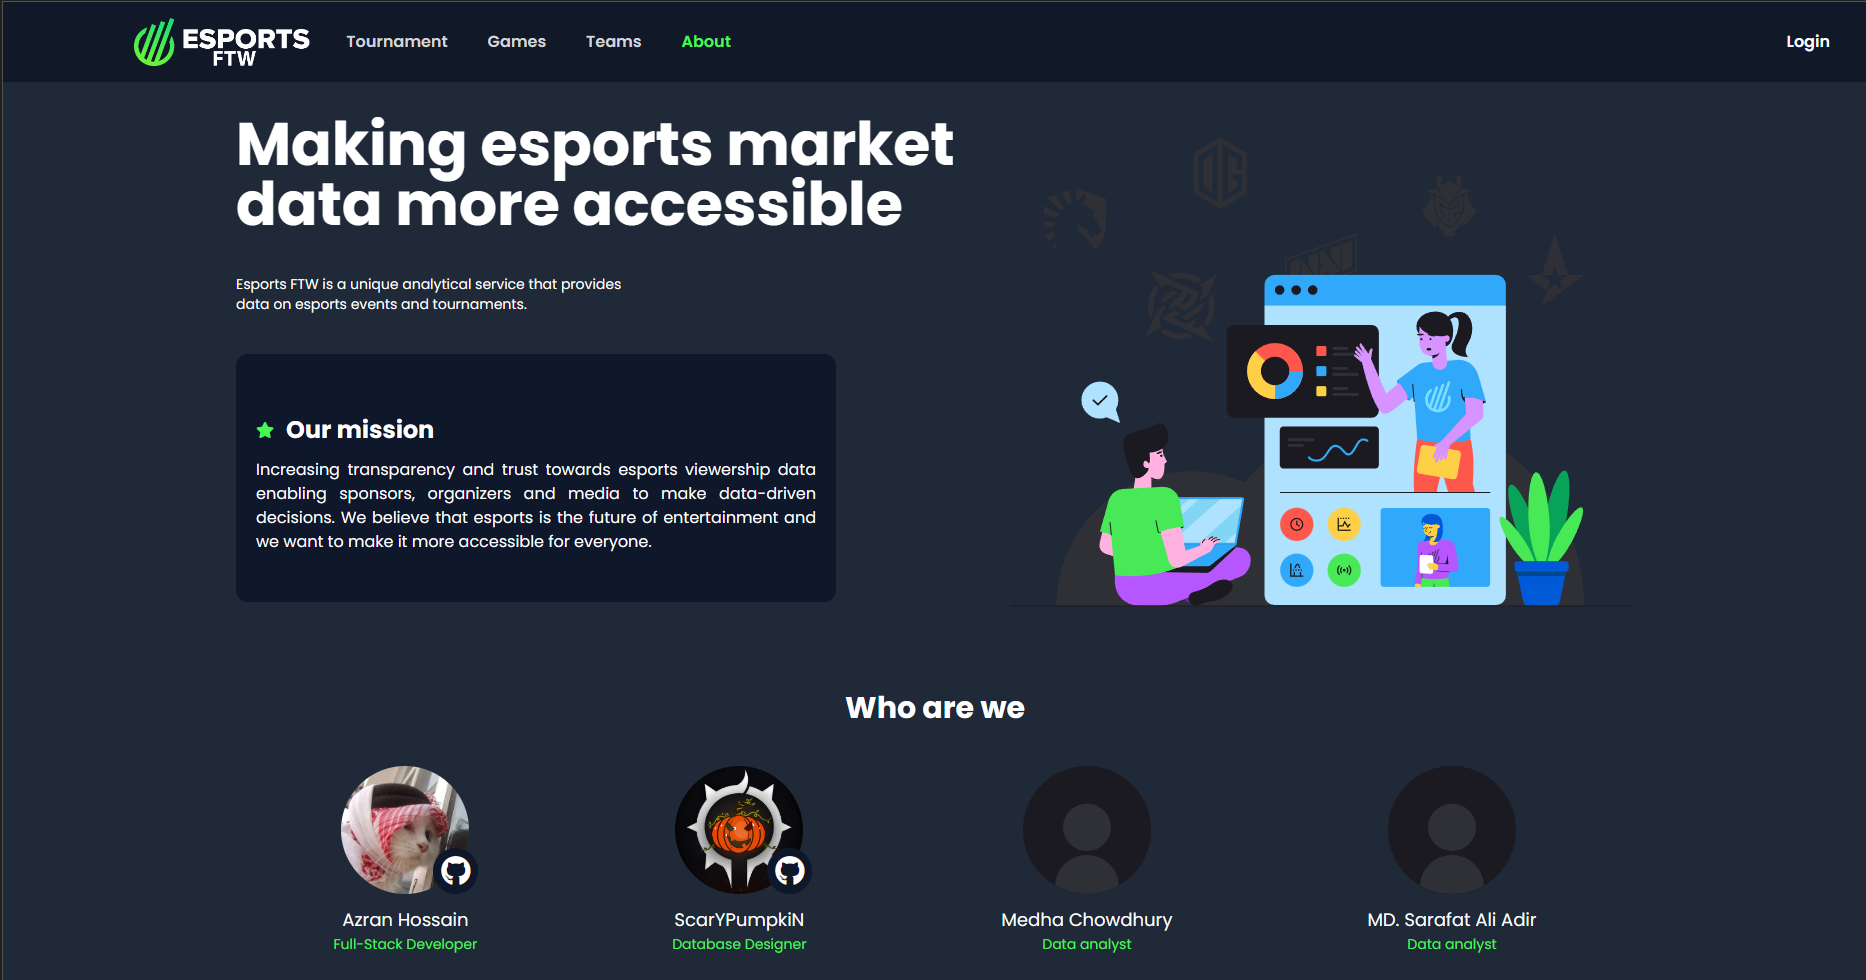 ESPORTS
FTW
Tournament
Games
Teams
About
Login
Making esports market
data more accessible
Esports FTW is a unique analytical service that provides
data on esports events and tournaments.
Our mission
Increasing transparency and trust towards esports viewership data
enabling sponsors, organizers and media to make data-driven
decisions. We believe that esports is the future of entertainment and
we want to make it more accessible for everyone.
Who are we
Azran Hossain
Full-Stack Developer
ScarYPumpkiN
Database Designer
Medha Chowdhury
Data analyst
MD. Sarafat Ali Adir
Data analyst